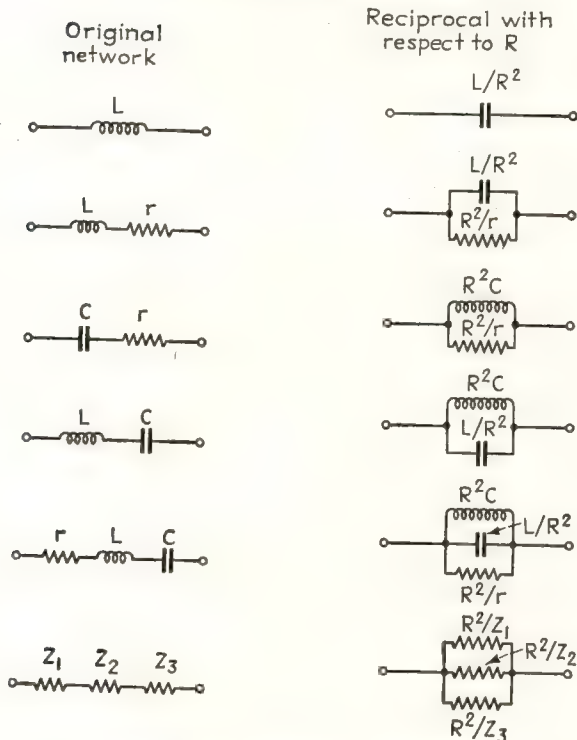 Original
network
Reciprocal with
respect to R
L
L/R²
L r
L/R²
R²/r
C r
R²C
R²/r
L C
R²C
L/R²
r L C
R²C
L/R²
R²/r
Z₁ Z₂ Z₃
R²/Z₁
R²/Z₂
R²/Z₃